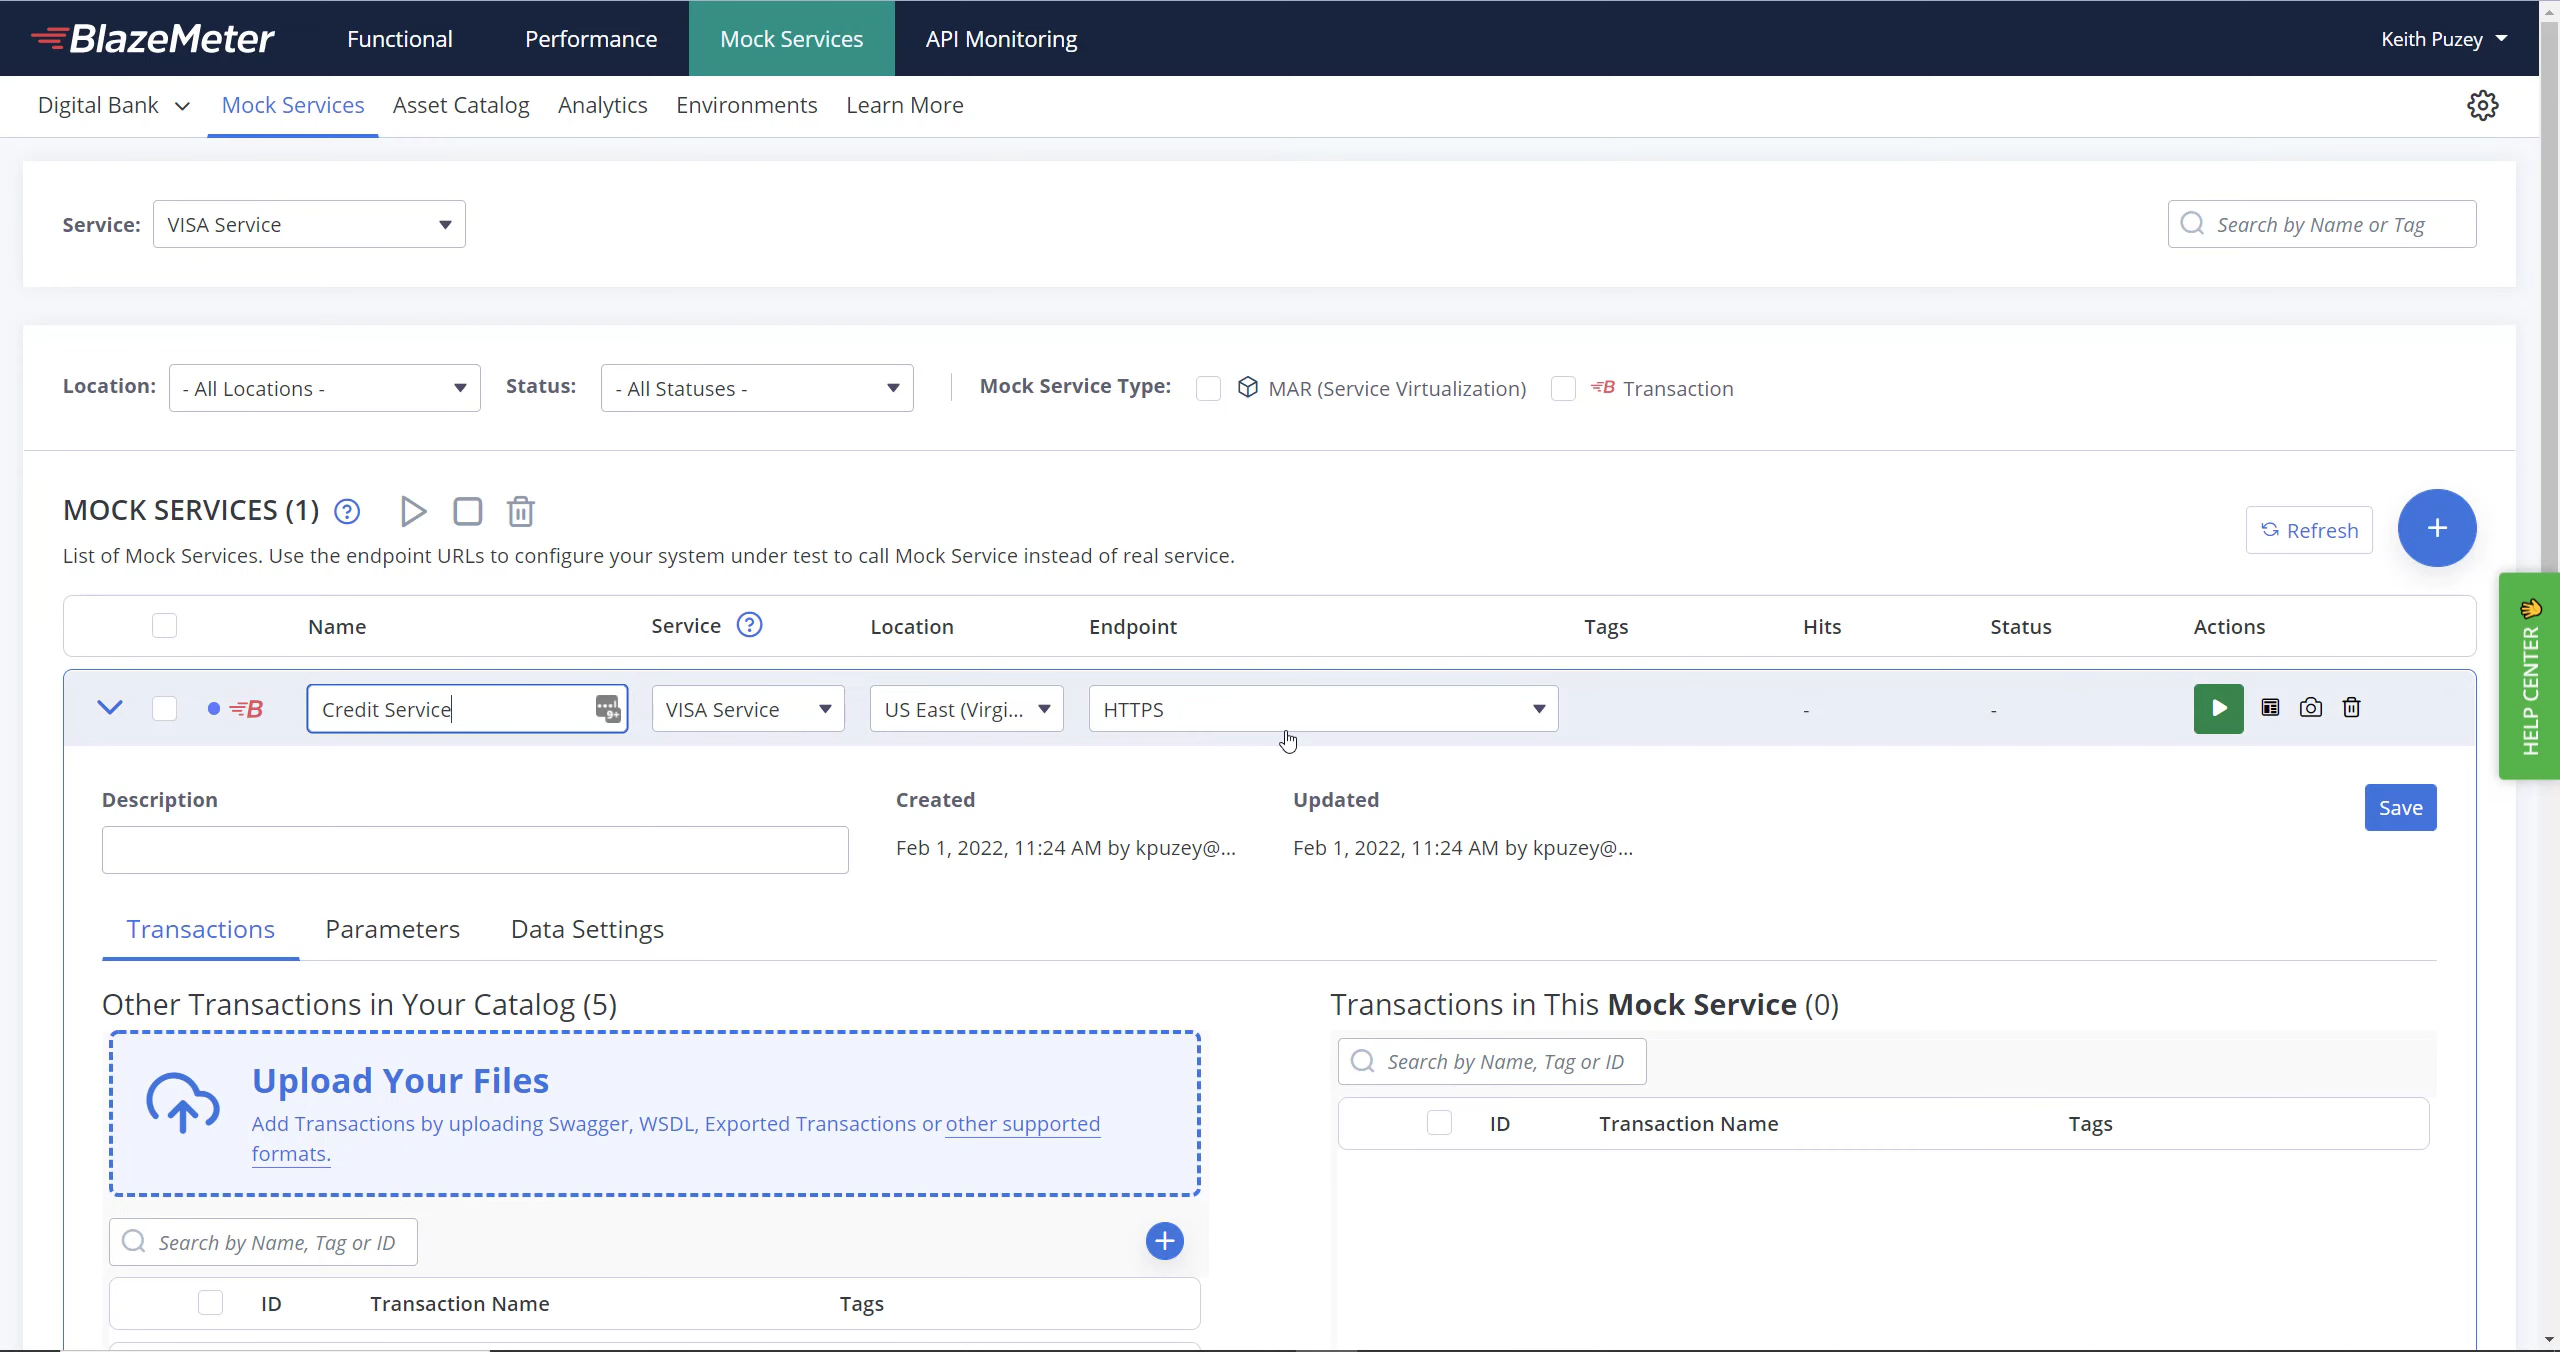 BlazeMeter Functional Performance Mock Services API Monitoring Keith Puzey
Digital Bank Mock Services Asset Catalog Analytics Environments Learn More
Service: VISA Service Search by Name or Tag
Location: - All Locations - Status: - All Statuses - Mock Service Type: MAR (Service Virtualization) B Transaction
MOCK SERVICES (1) ?
Refresh +
List of Mock Services. Use the endpoint URLs to configure your system under test to call Mock Service instead of real service.
Name Service ? Location Endpoint Tags Hits Status Actions
B Credit Service 9+ VISA Service US East (Virgi... HTTPS - -
HELP CENTER
Description Created Updated
Save
Feb 1, 2022, 11:24 AM by kpuzey@... Feb 1, 2022, 11:24 AM by kpuzey@...
Transactions Parameters Data Settings
Other Transactions in Your Catalog (5) Transactions in This Mock Service (0)
Upload Your Files
Add Transactions by uploading Swagger, WSDL, Exported Transactions or other supported
formats.
Search by Name, Tag or ID
ID Transaction Name Tags
Search by Name, Tag or ID +
ID Transaction Name Tags